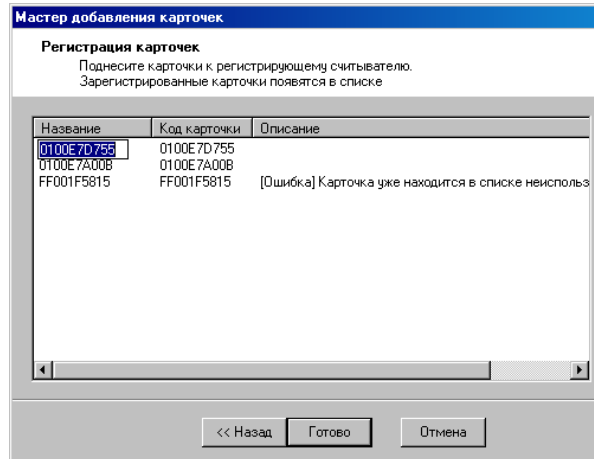 Мастер добавления карточек
Регистрация карточек
Поднесите карточки к регистрирующему считывателю.
Зарегистрированные карточки появятся в списке
Название Код карточки Описание
0100E7D755 0100E7D755
0100E7A00B 0100E7A00B
FF001F5815 FF001F5815 [Ошибка] Карточка уже находится в списке неиспольз
<< Назад Готово Отмена